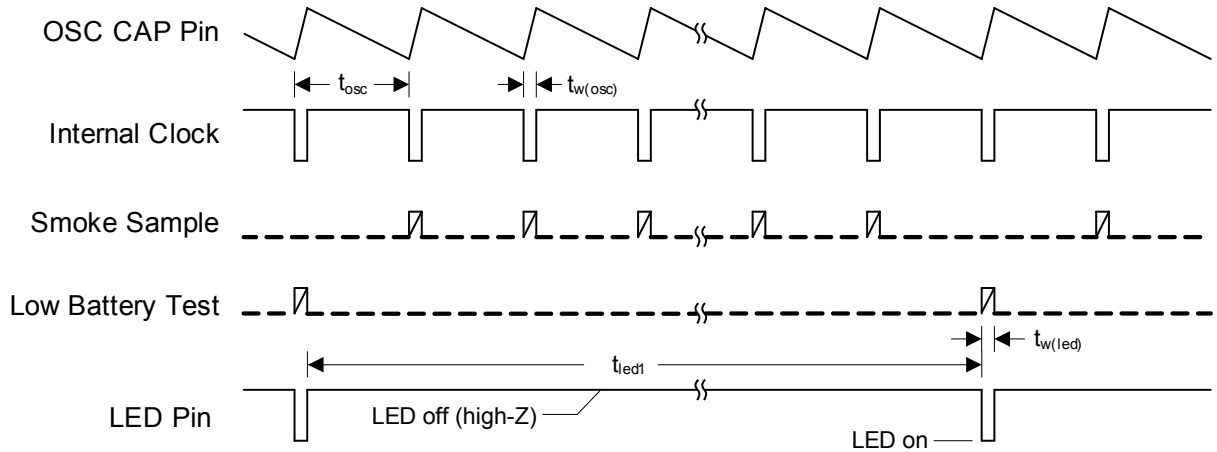 OSC CAP Pin
tosc
tw(osc)
Internal Clock
Smoke Sample
Low Battery Test
tw(led)
tled1
LED Pin
LED off (high-Z)
LED on